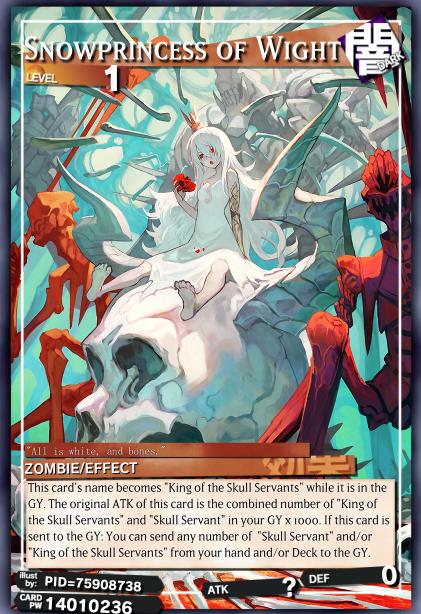 SNOWPRINCESS OF WIGHT
闇
DARK
LEVEL 1
"All is white, and bones."
ZOMBIE/EFFECT
This card's name becomes "King of the Skull Servants" while it is in the
GY. The original ATK of this card is the combined number of "King of
the Skull Servants" and "Skull Servant" in your GY x 1000. If this card is
sent to the GY: You can send any number of "Skull Servant" and/or
"King of the Skull Servants" from your hand and/or Deck to the GY.
illust by: PID=75908738
CARD PW 14010236
ATK ?
DEF 0